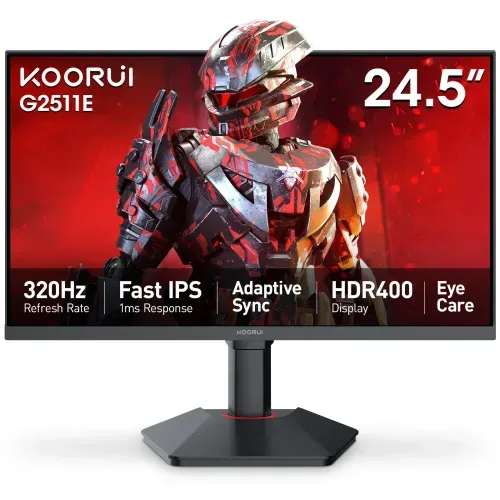 KOORUI
G2511E
24.5"
320Hz
Refresh Rate
Fast IPS
1ms Response
Adaptive
Sync
HDR400
Display
Eye
Care
KOORUI